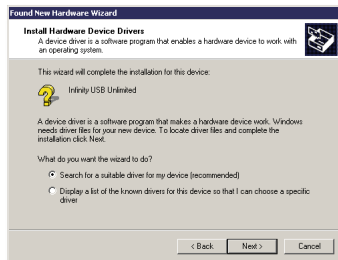 Found New Hardware Wizard
Install Hardware Device Drivers
A device driver is a software program that enables a hardware device to work with
an operating system.
This wizard will complete the installation for this device:
Infinity USB Unlimited
A device driver is a software program that makes a hardware device work. Windows
needs driver files for your new device. To locate driver files and complete the
installation click Next.
What do you want the wizard to do?
Search for a suitable driver for my device (recommended)
Display a list of the known drivers for this device so that I can choose a specific
driver
< Back Next > Cancel